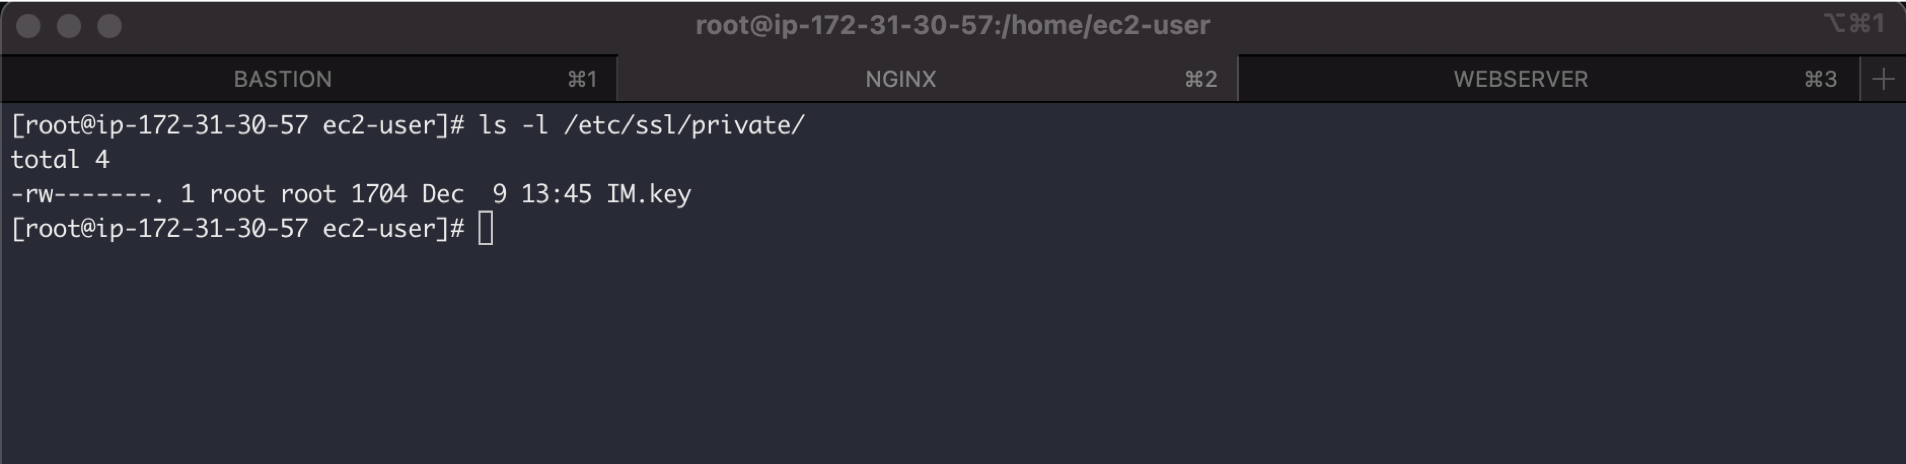 root@ip-172-31-30-57:/home/ec2-user ⌥⌘1
BASTION ⌘1 NGINX ⌘2 WEBSERVER ⌘3 +
[root@ip-172-31-30-57 ec2-user]# ls -l /etc/ssl/private/
total 4
-rw-------. 1 root root 1704 Dec  9 13:45 IM.key
[root@ip-172-31-30-57 ec2-user]#